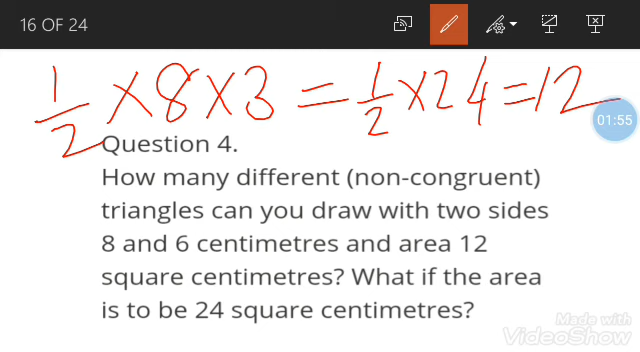 16 OF 24
1/2 × 8 × 3 = 1/2 × 24 = 12
01:55
Question 4.
How many different (non-congruent)
triangles can you draw with two sides
8 and 6 centimetres and area 12
square centimetres? What if the area
is to be 24 square centimetres?
Made with
VideoShow